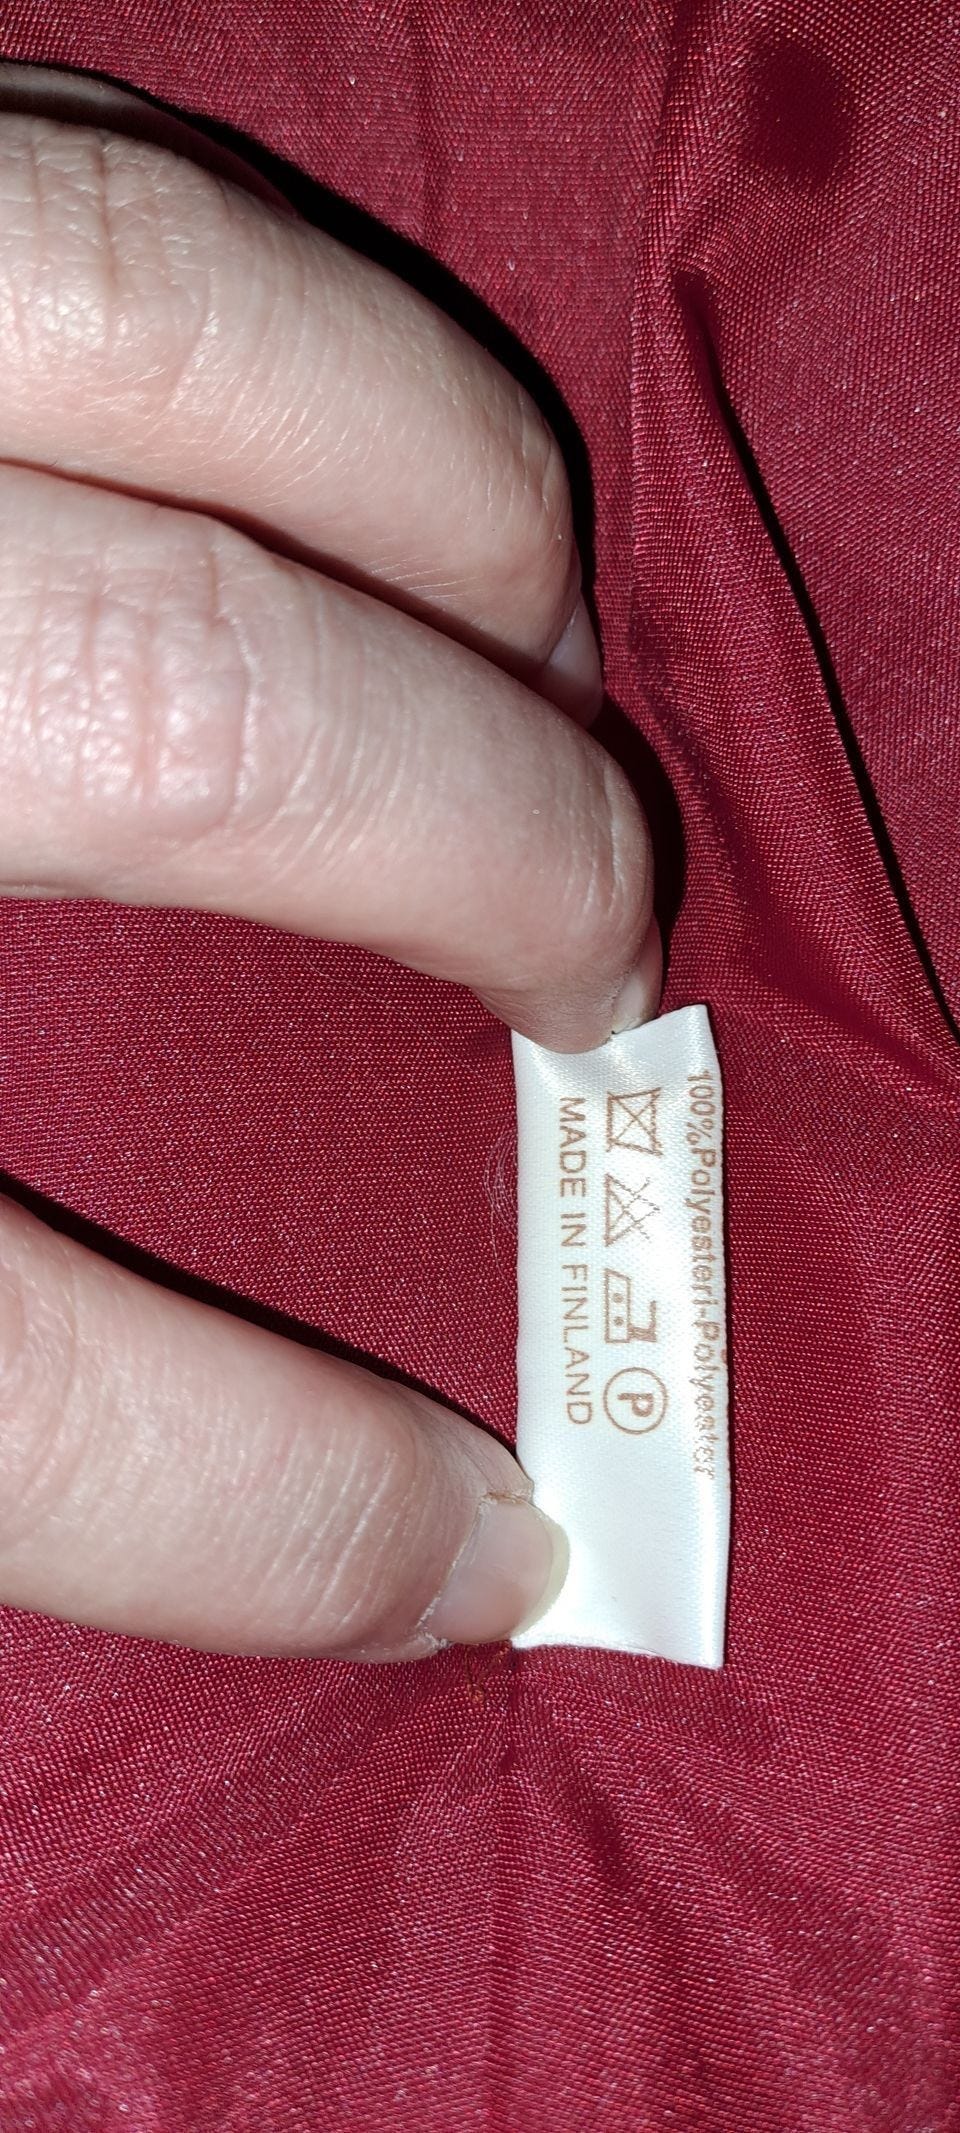 100%Polyesteri-Polyester
P
MADE IN FINLAND